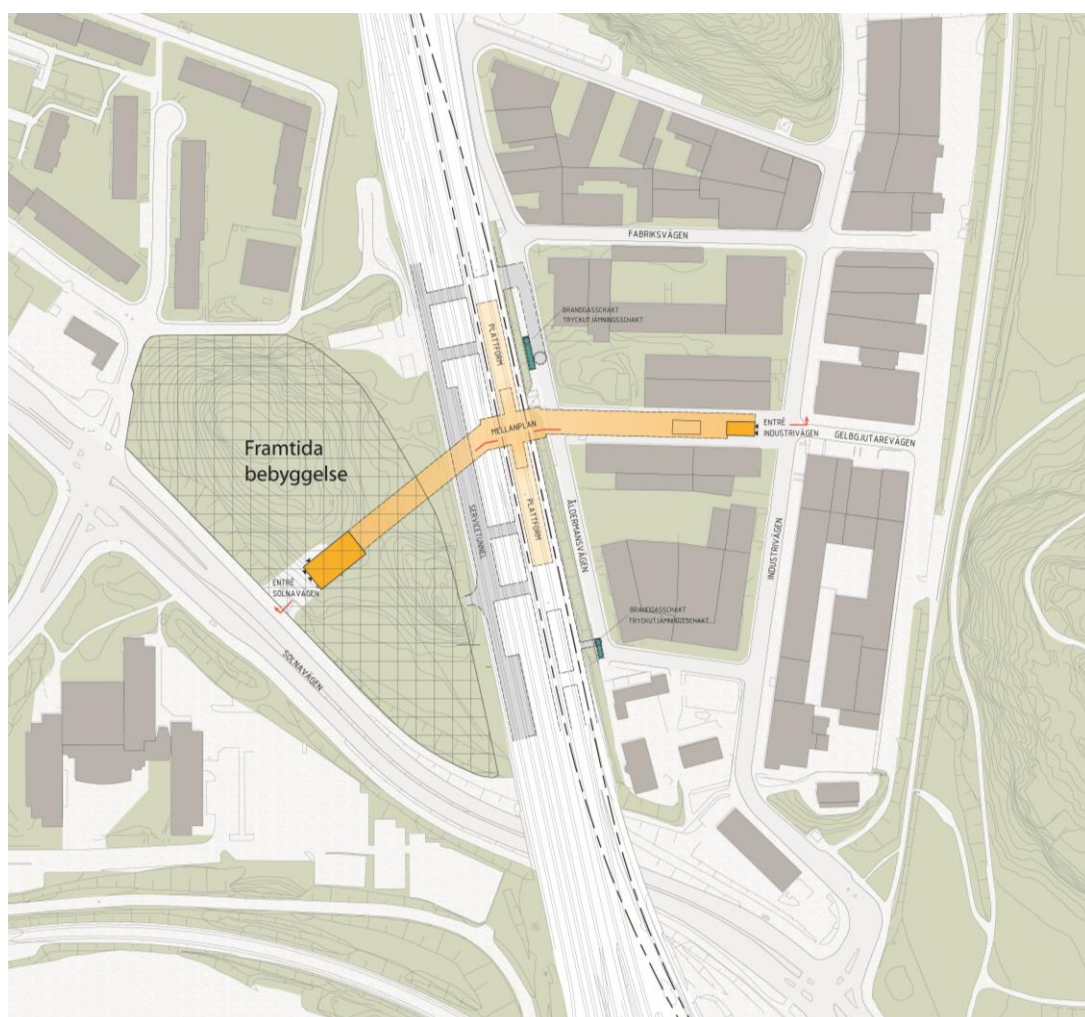 FABRIKSVÄGEN
BRANDGASSCHAKT
TRYCKUTJÄMNINGSSCHAKT
PLATTFORM
MELLANPLAN
ENTRÉ
INDUSTRIVÄGEN
GELBGJUTAREVÄGEN
Framtida
bebyggelse
SERVICETUNNEL
PLATTFORM
ÅLDERMANSVÄGEN
INDUSTRIVÄGEN
ENTRÉ
SOLNAVÄGEN
BRANDGASSCHAKT
TRYCKUTJÄMNINGSSCHAKT
SOLNAVÄGEN